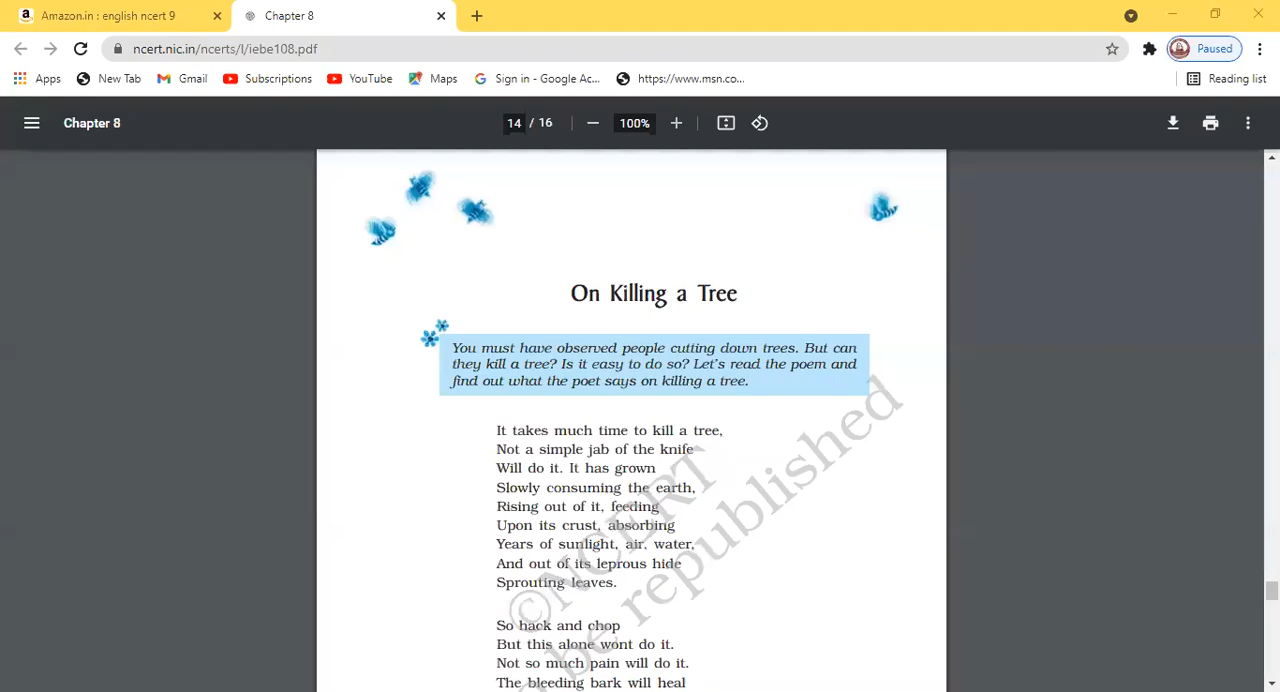 Amazon.in : english ncert 9
Chapter 8
ncert.nic.in/ncerts/l/iebe108.pdf
Paused
Apps
New Tab
Gmail
Subscriptions
YouTube
Maps
Sign in - Google Ac...
https://www.msn.co...
Reading list
Chapter 8
14 / 16
100%
On Killing a Tree
You must have observed people cutting down trees. But can
they kill a tree? Is it easy to do so? Let's read the poem and
find out what the poet says on killing a tree.
It takes much time to kill a tree,
Not a simple jab of the knife
Will do it. It has grown
Slowly consuming the earth,
Rising out of it, feeding
Upon its crust, absorbing
Years of sunlight, air, water,
And out of its leprous hide
Sprouting leaves.
So hack and chop
But this alone wont do it.
Not so much pain will do it.
The bleeding bark will heal
©NCERT
be republished